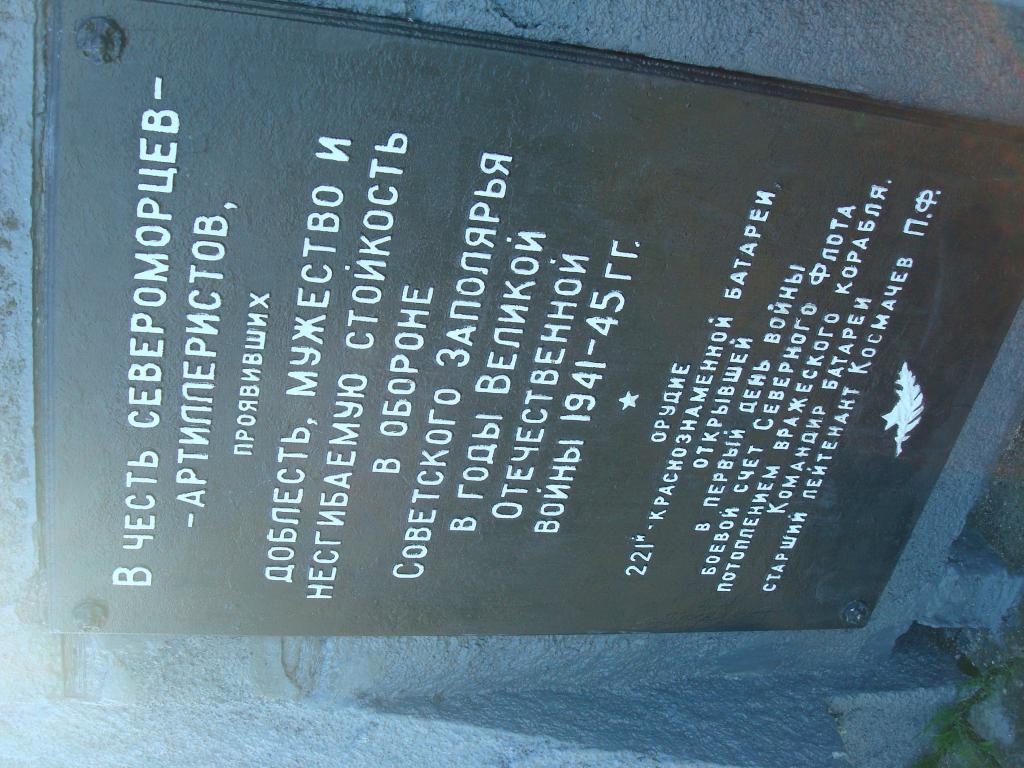 В ЧЕСТЬ СЕВЕРОМОРЦЕВ-
-АРТИЛЛЕРИСТОВ,
ПРОЯВИВШИХ
ДОБЛЕСТЬ, МУЖЕСТВО И
НЕСГИБАЕМУЮ СТОЙКОСТЬ
В ОБОРОНЕ
СОВЕТСКОГО ЗАПОЛЯРЬЯ
В ГОДЫ ВЕЛИКОЙ
ОТЕЧЕСТВЕННОЙ
ВОЙНЫ 1941-45 ГГ.
ОРУДИЕ
221Й КРАСНОЗНАМЕННОЙ БАТАРЕИ,
В ПЕРВЫЙ ДЕНЬ ВОЙНЫ ОТКРЫВШЕЙ
БОЕВОЙ СЧЕТ СЕВЕРНОГО ФЛОТА
ПОТОПЛЕНИЕМ ВРАЖЕСКОГО КОРАБЛЯ.
КОМАНДИР БАТАРЕИ
СТАРШИЙ ЛЕЙТЕНАНТ КОСМАЧЕВ П.Ф.